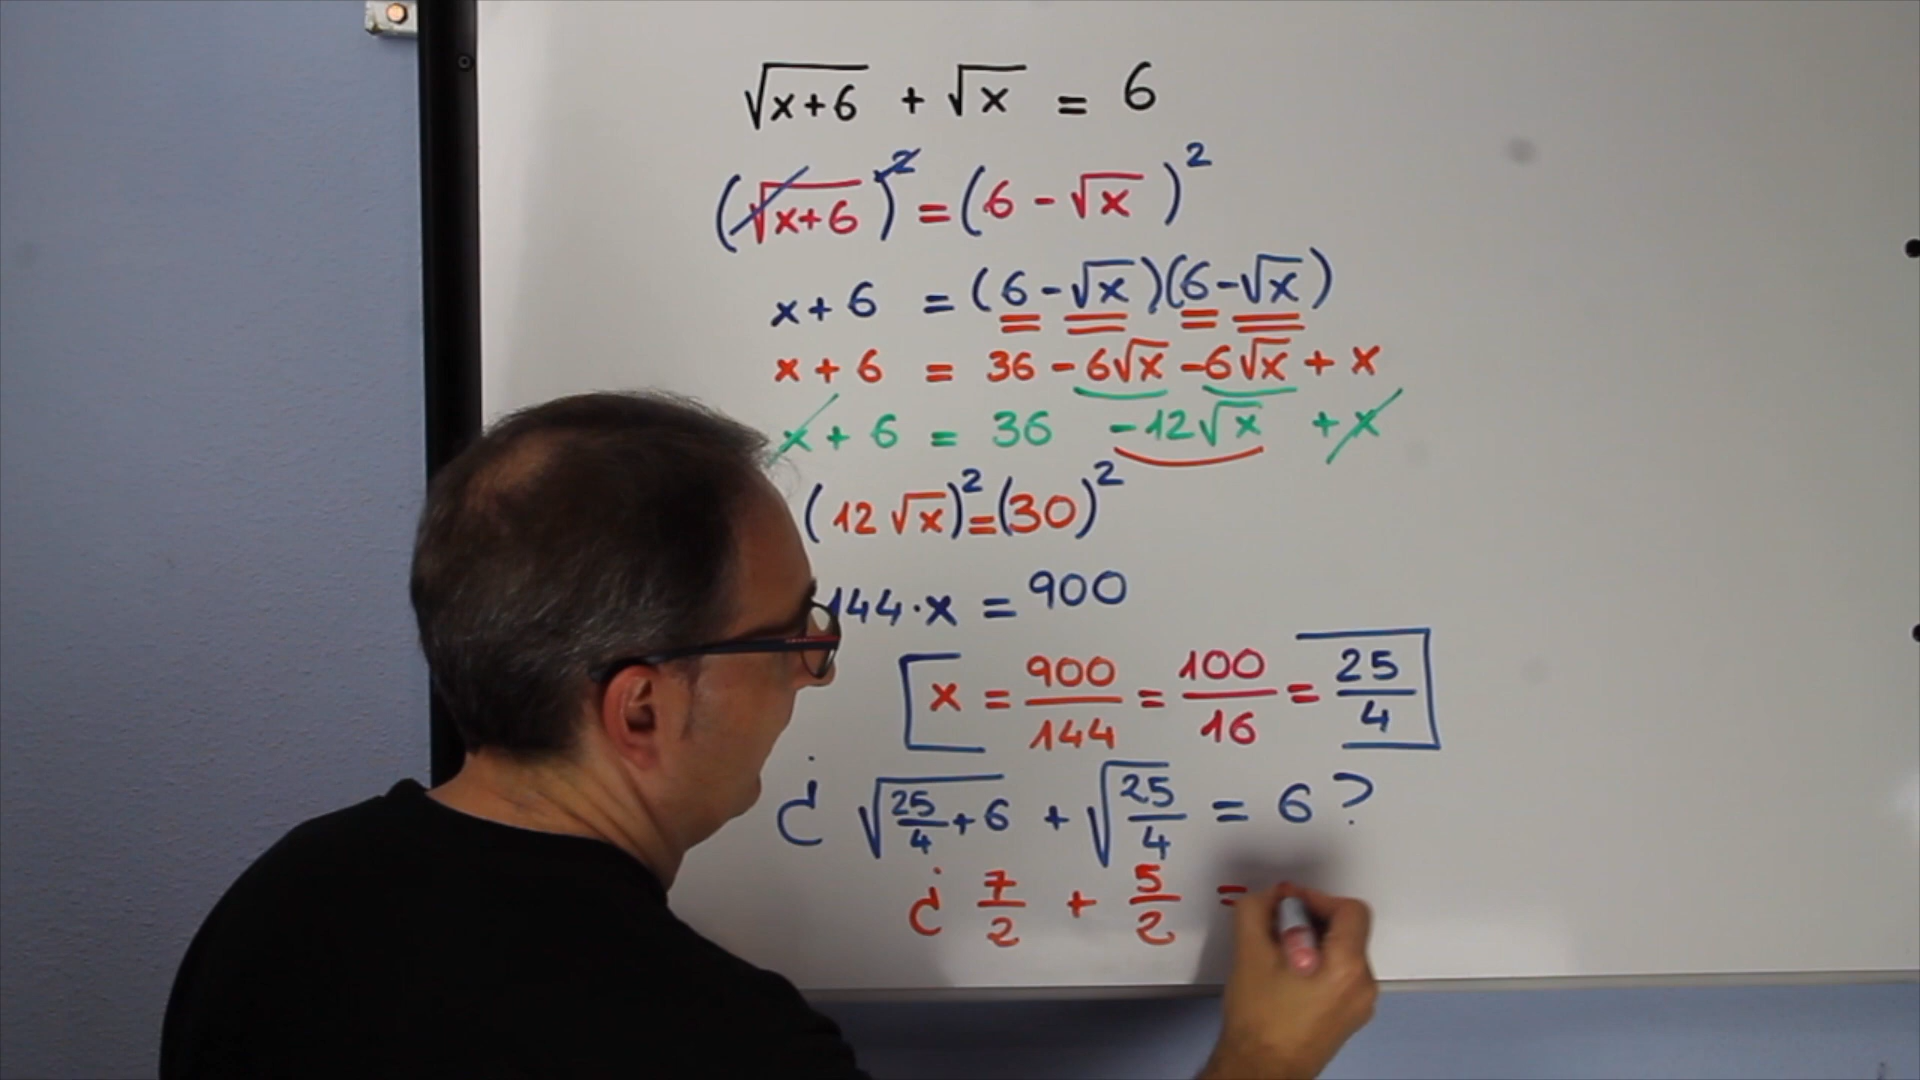 √(x+6) + √x = 6
(√(x+6))² = (6 - √x)²
x + 6 = (6 - √x)(6 - √x)
x + 6 = 36 - 6√x - 6√x + x
x + 6 = 36 - 12√x + x
(12√x)² = (30)²
144·x = 900
x = 900/144 = 100/16 = 25/4
¿ √(25/4 + 6) + √(25/4) = 6 ?
¿ 7/2 + 5/2 =